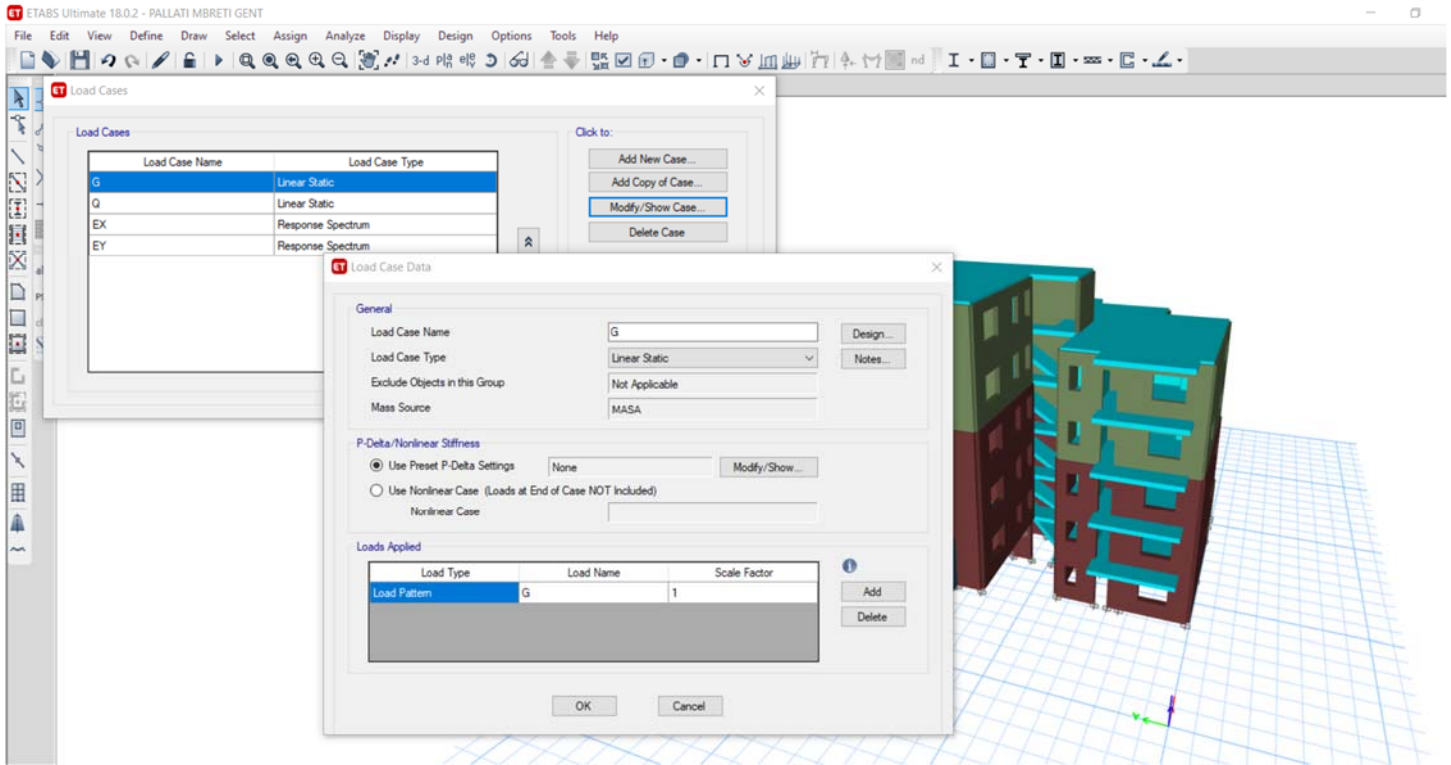 ETABS Ultimate 18.0.2 - PALLATI MBRETI GENT
File Edit View Define Draw Select Assign Analyze Display Design Options Tools Help
3-d
nd
Load Cases
Load Cases
Click to:
Load Case Name Load Case Type
G Linear Static
Q Linear Static
EX Response Spectrum
EY Response Spectrum
Add New Case...
Add Copy of Case...
Modify/Show Case...
Delete Case
Load Case Data
General
Load Case Name G Design...
Load Case Type Linear Static Notes...
Exclude Objects in this Group Not Applicable
Mass Source MASA
P-Delta/Nonlinear Stiffness
Use Preset P-Delta Settings None Modify/Show...
Use Nonlinear Case (Loads at End of Case NOT Included)
Nonlinear Case
Loads Applied
Load Type Load Name Scale Factor
Load Pattern G 1
Add
Delete
OK Cancel